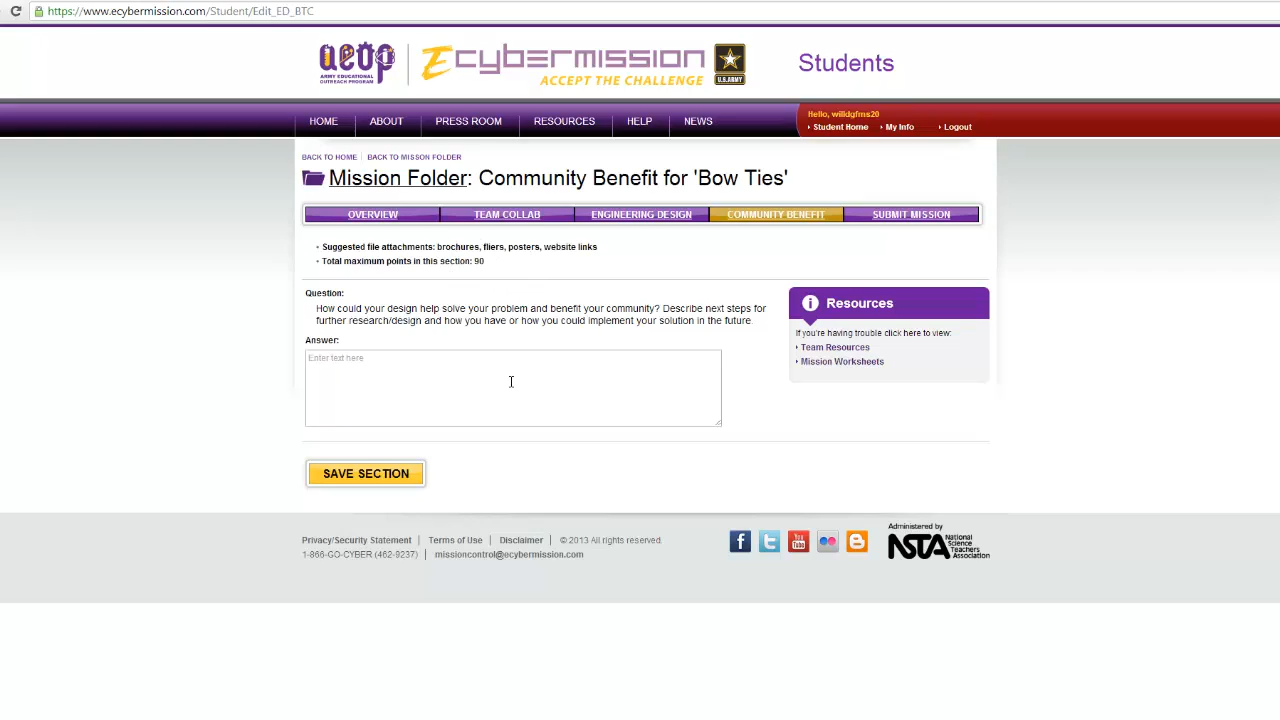 https://www.ecybermission.com/Student/Edit_ED_BTC
aeop
ARMY EDUCATIONAL
OUTREACH PROGRAM
Ecybermission
ACCEPT THE CHALLENGE
U.S.ARMY
Students
HOME
ABOUT
PRESS ROOM
RESOURCES
HELP
NEWS
Hello, willdgfms20
Student Home
My Info
Logout
BACK TO HOME
BACK TO MISSON FOLDER
Mission Folder: Community Benefit for 'Bow Ties'
OVERVIEW
TEAM COLLAB
ENGINEERING DESIGN
COMMUNITY BENEFIT
SUBMIT MISSION
Suggested file attachments: brochures, fliers, posters, website links
Total maximum points in this section: 90
Question:
How could your design help solve your problem and benefit your community? Describe next steps for
further research/design and how you have or how you could implement your solution in the future.
Answer:
Enter text here
Resources
If you're having trouble click here to view:
Team Resources
Mission Worksheets
SAVE SECTION
Privacy/Security Statement | Terms of Use | Disclaimer | © 2013 All rights reserved.
1-866-GO-CYBER (462-9237) | missioncontrol@ecybermission.com
You Tube
Administered by
NSTA
National
Science
Teachers
Association